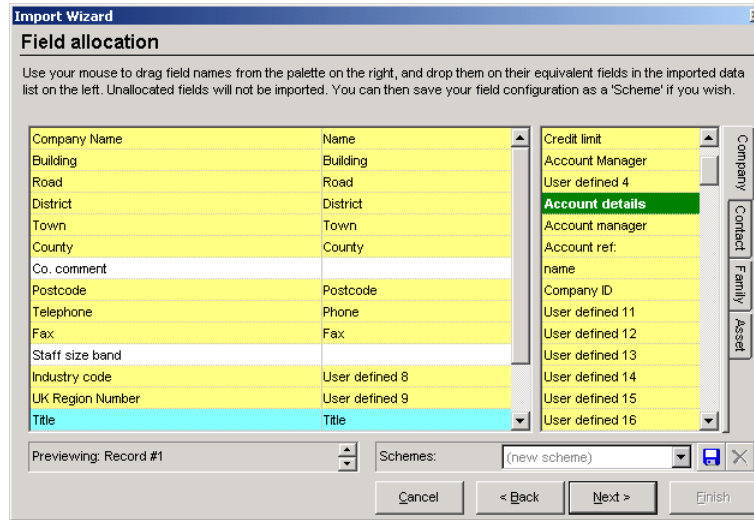 Import Wizard
Field allocation
Use your mouse to drag field names from the palette on the right, and drop them on their equivalent fields in the imported data
list on the left. Unallocated fields will not be imported. You can then save your field configuration as a 'Scheme' if you wish.
Company Name Name
Building Building
Road Road
District District
Town Town
County County
Co. comment
Postcode Postcode
Telephone Phone
Fax Fax
Staff size band
Industry code User defined 8
UK Region Number User defined 9
Title Title
Credit limit
Account Manager
User defined 4
Account details
Account manager
Account ref:
name
Company ID
User defined 11
User defined 12
User defined 13
User defined 14
User defined 15
User defined 16
Company
Contact
Family
Asset
Previewing: Record #1
Schemes: (new scheme)
Cancel < Back Next > Finish